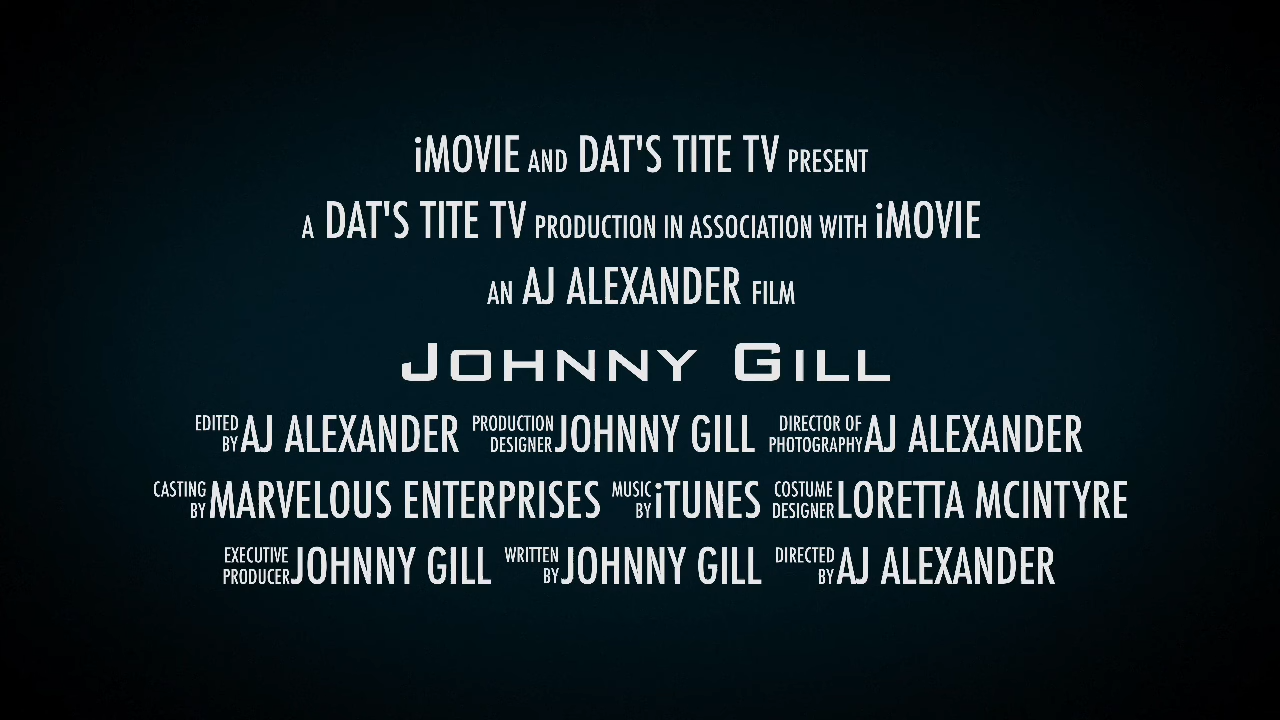 iMOVIE AND DAT'S TITE TV PRESENT
A DAT'S TITE TV PRODUCTION IN ASSOCIATION WITH iMOVIE
AN AJ ALEXANDER FILM
JOHNNY GILL
EDITED BY AJ ALEXANDER PRODUCTION DESIGNER JOHNNY GILL DIRECTOR OF PHOTOGRAPHY AJ ALEXANDER
CASTING BY MARVELOUS ENTERPRISES MUSIC BY iTUNES COSTUME DESIGNER LORETTA MCINTYRE
EXECUTIVE PRODUCER JOHNNY GILL WRITTEN BY JOHNNY GILL DIRECTED BY AJ ALEXANDER